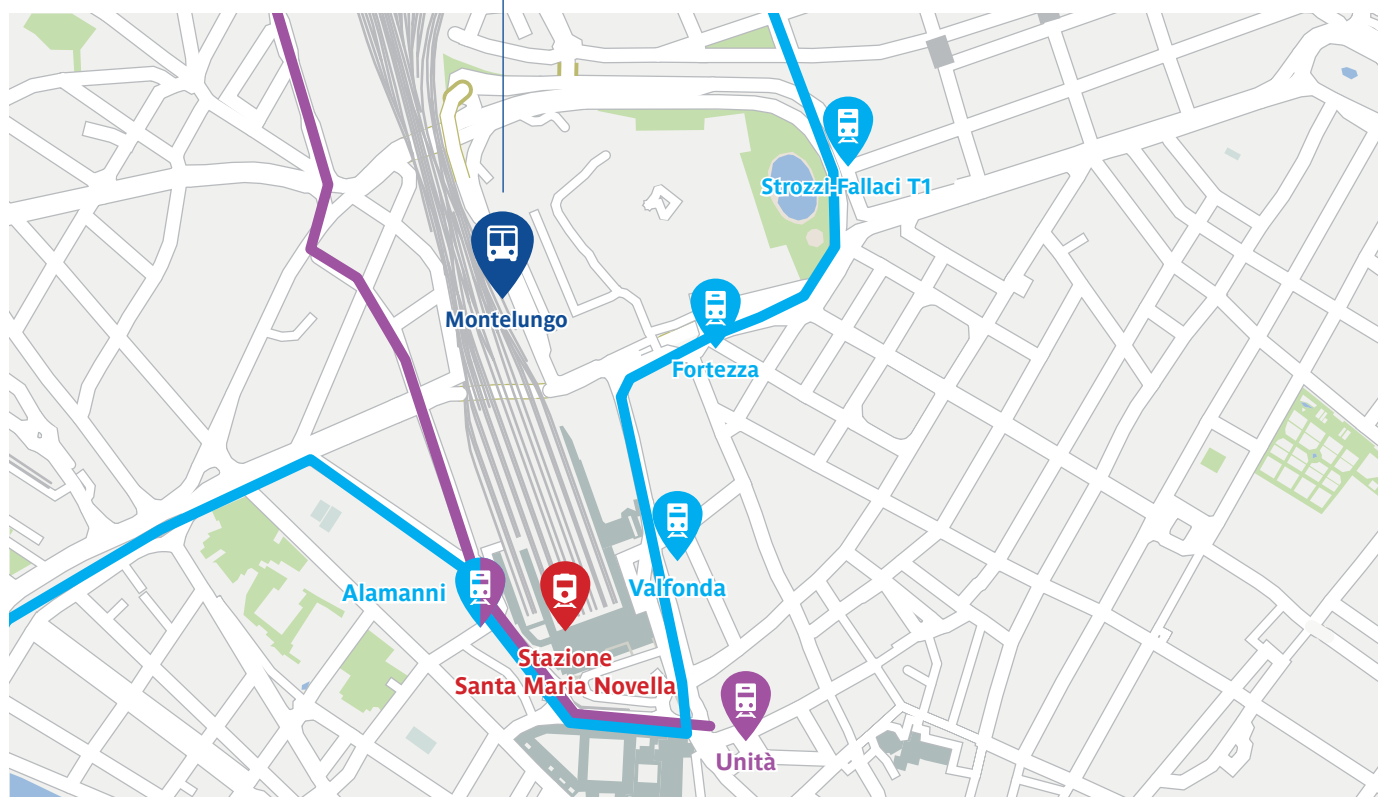 Strozzi-Fallaci T1
Montelungo
Fortezza
Alamanni
Valfonda
Stazione
Santa Maria Novella
Unità